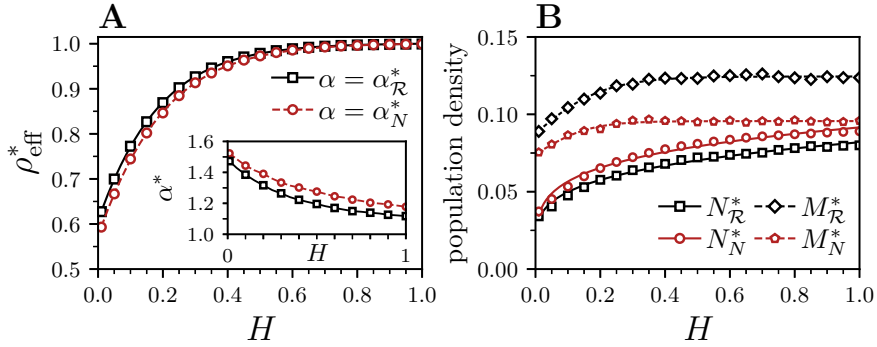 A
ρ*eff
1.0
0.9
0.8
0.7
0.6
0.5
0.0
0.2
0.4
0.6
0.8
1.0
H
α = α*ℛ
α = α*N
α*
1.6
1.4
1.2
1.0
0
H
1
B
population density
0.15
0.10
0.05
0.00
0.0
0.2
0.4
0.6
0.8
1.0
H
N*ℛ
M*ℛ
N*N
M*N